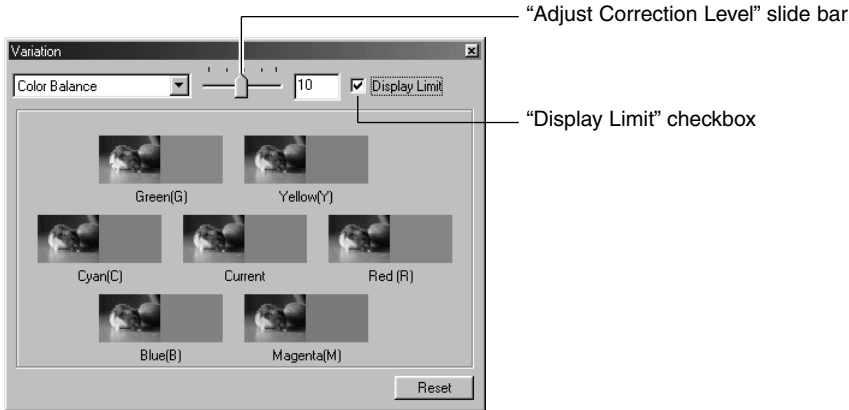 “Adjust Correction Level” slide bar
Variation
Color Balance
10
Display Limit
“Display Limit” checkbox
Green(G)
Yellow(Y)
Cyan(C)
Current
Red (R)
Blue(B)
Magenta(M)
Reset